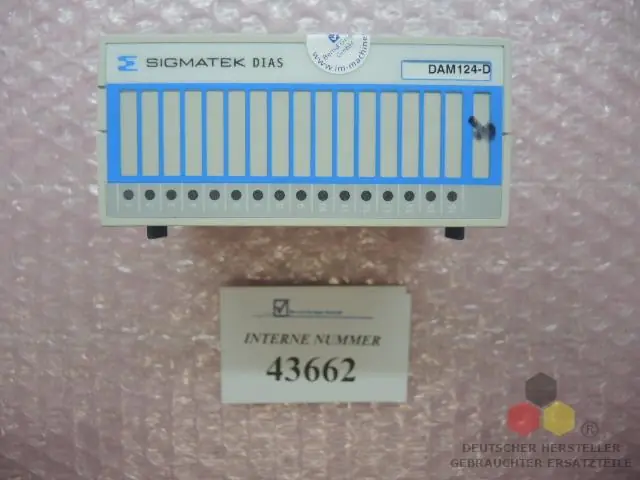 SIGMATEK DIAS
DAM124-D
www.im-machine
INTERNE NUMMER
43662
DEUTSCHER HERSTELLER
GEBRAUCHTER ERSATZTEILE
®